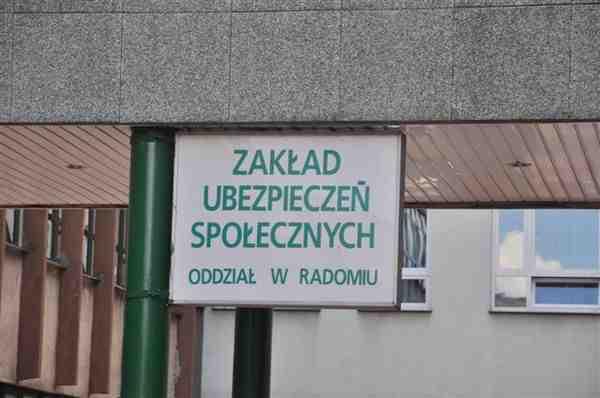 ZAKŁAD
UBEZPIECZEŃ
SPOŁECZNYCH
ODDZIAŁ W RADOMIU